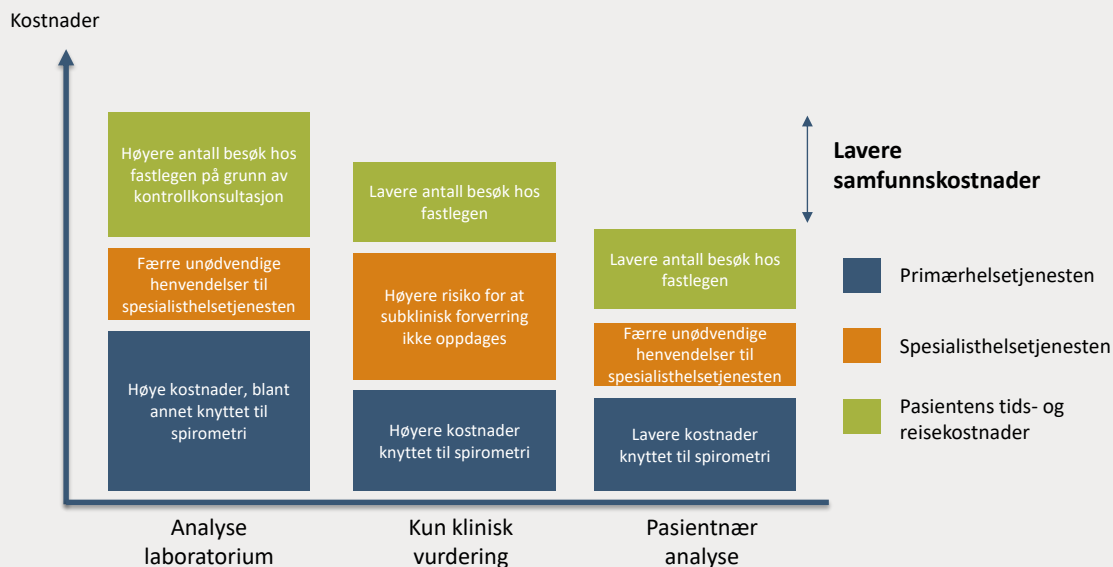 Kostnader
Høyere antall besøk hos
fastlegen på grunn av
kontrollkonsultasjon
Færre unødvendige
henvendelser til
spesialisthelsetjenesten
Høye kostnader, blant
annet knyttet til
spirometri
Lavere antall besøk hos
fastlegen
Høyere risiko for at
subklinisk forverring
ikke oppdages
Høyere kostnader
knyttet til spirometri
Lavere antall besøk hos
fastlegen
Færre unødvendige
henvendelser til
spesialisthelsetjenesten
Lavere kostnader
knyttet til spirometri
Lavere
samfunnskostnader
Primærhelsetjenesten
Spesialisthelsetjenesten
Pasientens tids- og
reisekostnader
Analyse
laboratorium
Kun klinisk
vurdering
Pasientnær
analyse